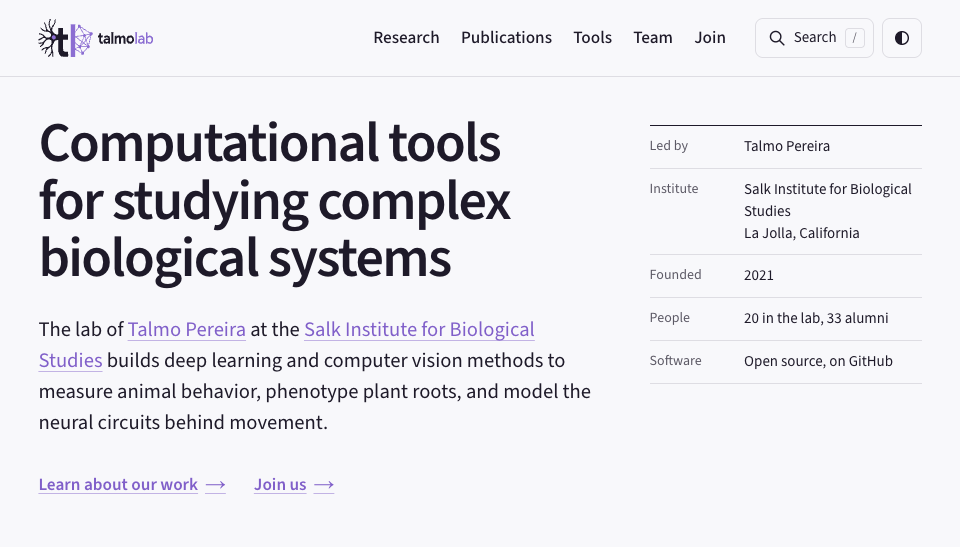 talmolab
Research Publications Tools Team Join
Search /
Computational tools
for studying complex
biological systems
The lab of Talmo Pereira at the Salk Institute for Biological
Studies builds deep learning and computer vision methods to
measure animal behavior, phenotype plant roots, and model the
neural circuits behind movement.
Learn about our work → Join us →
Led by Talmo Pereira
Institute Salk Institute for Biological
Studies
La Jolla, California
Founded 2021
People 20 in the lab, 33 alumni
Software Open source, on GitHub